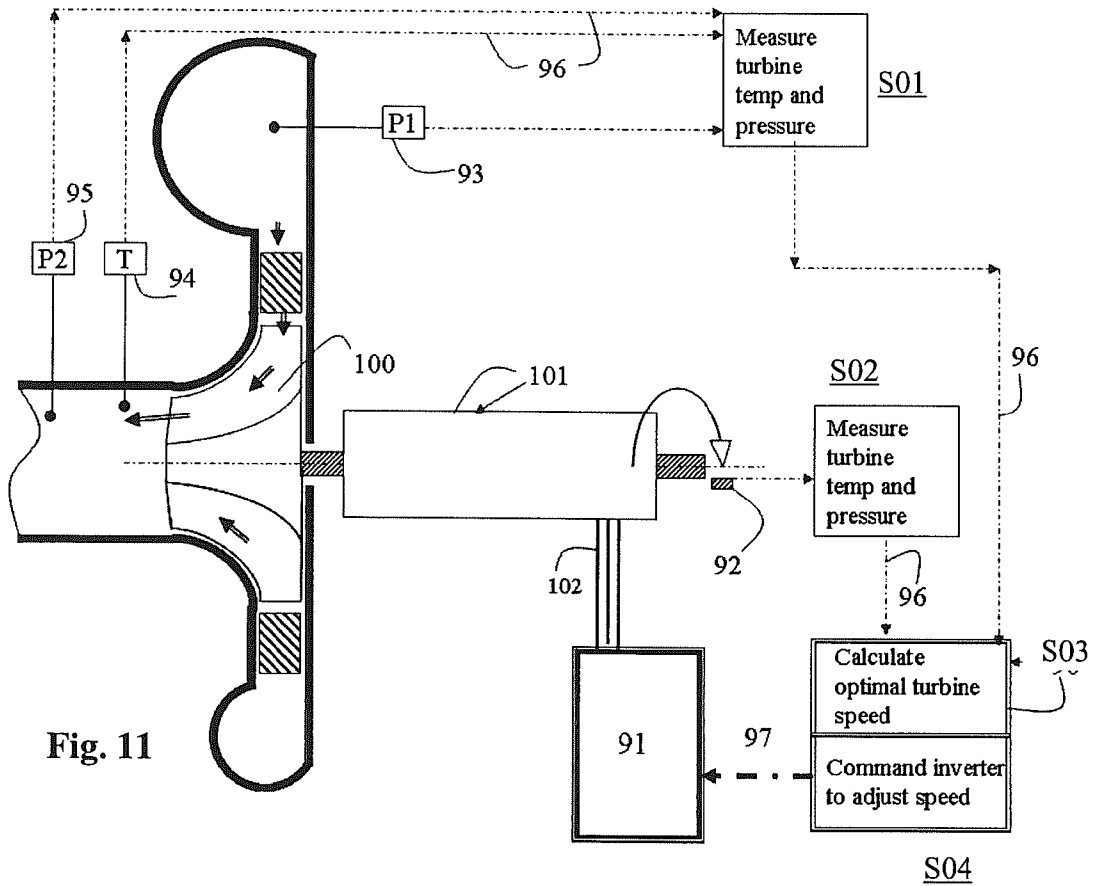 96
Measure
turbine
temp and
pressure
S01
P1
93
95
P2
T
94
100
101
S02
96
Measure
turbine
temp and
pressure
92
102
96
Calculate
optimal turbine
speed
S03
Fig. 11
91
97
Command inverter
to adjust speed
S04